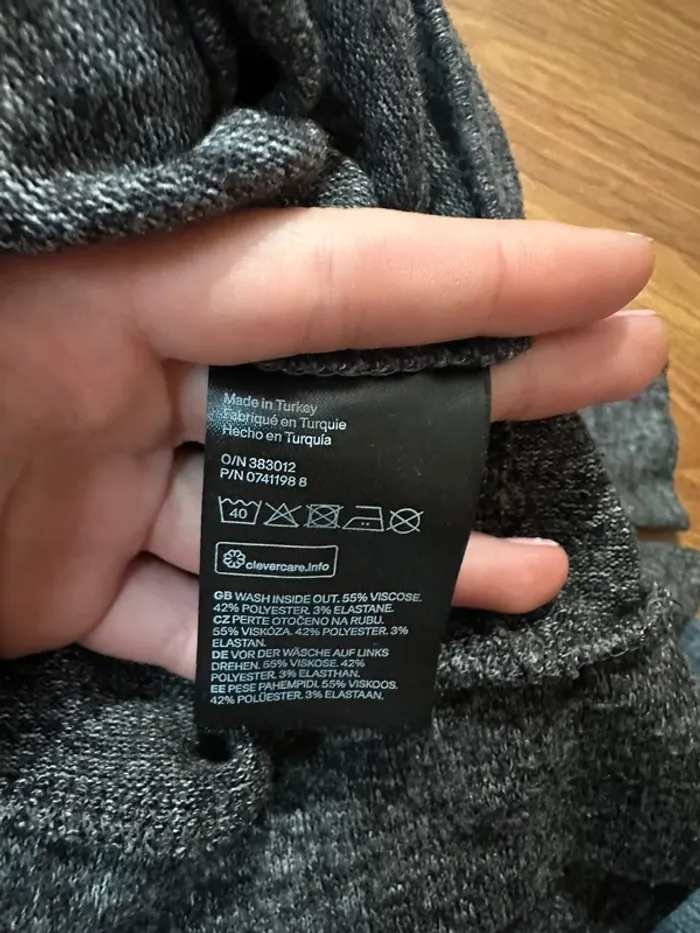 Made in Turkey
Fabriqué en Turquie
Hecho en Turquía
O/N 383012
P/N 0741198 8
40
clevercare.info
GB WASH INSIDE OUT. 55% VISCOSE.
42% POLYESTER. 3% ELASTANE.
CZ PERTE OTOČENO NA RUBU.
55% VISKÓZA. 42% POLYESTER. 3%
ELASTAN.
DE VOR DER WÄSCHE AUF LINKS
DREHEN. 55% VISKOSE. 42%
POLYESTER. 3% ELASTHAN.
EE PESE PAHEMPIDI. 55% VISKOOS.
42% POLÜESTER. 3% ELASTAAN.